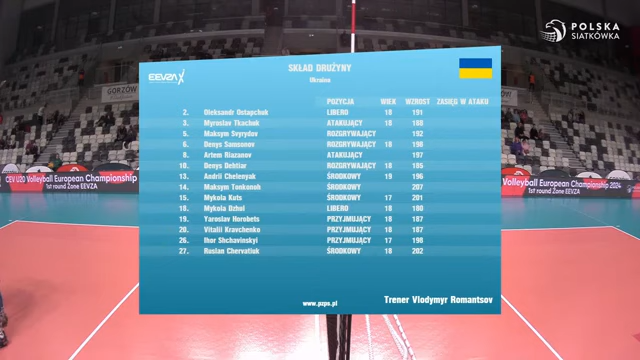 POLSKA
SIATKÓWKA
EEVZA
SKŁAD DRUŻYNY
Ukraina
POZYCJA WIEK WZROST ZASIĘG W ATAKU
2. Oleksandr Ostapchuk LIBERO 18 191
3. Myroslav Tkachuk ATAKUJĄCY 18 188
5. Maksym Svyrydov ROZGRYWAJĄCY 192
6. Denys Samsonov ROZGRYWAJĄCY 18 198
8. Artem Riazanov ATAKUJĄCY 197
10. Denys Dehtiar ROZGRYWAJĄCY 18 185
13. Andrii Chelenyak ŚRODKOWY 19 196
14. Maksym Tonkonoh ŚRODKOWY 207
15. Mykola Kuts ŚRODKOWY 17 201
18. Mykola Dzhul LIBERO 18 180
19. Yaroslav Horobets PRZYJMUJĄCY 18 187
20. Vitalii Kravchenko PRZYJMUJĄCY 18 187
26. Ihor Shchavinskyi PRZYJMUJĄCY 17 198
27. Ruslan Chervatiuk ŚRODKOWY 18 202
www.pzps.pl
Trener Vlodymyr Romantsov
GORZÓW
CEV U20 Volleyball European Championship
1st round Zone EEVZA
Volleyball European Championship 2024
1st round Zone EEVZA